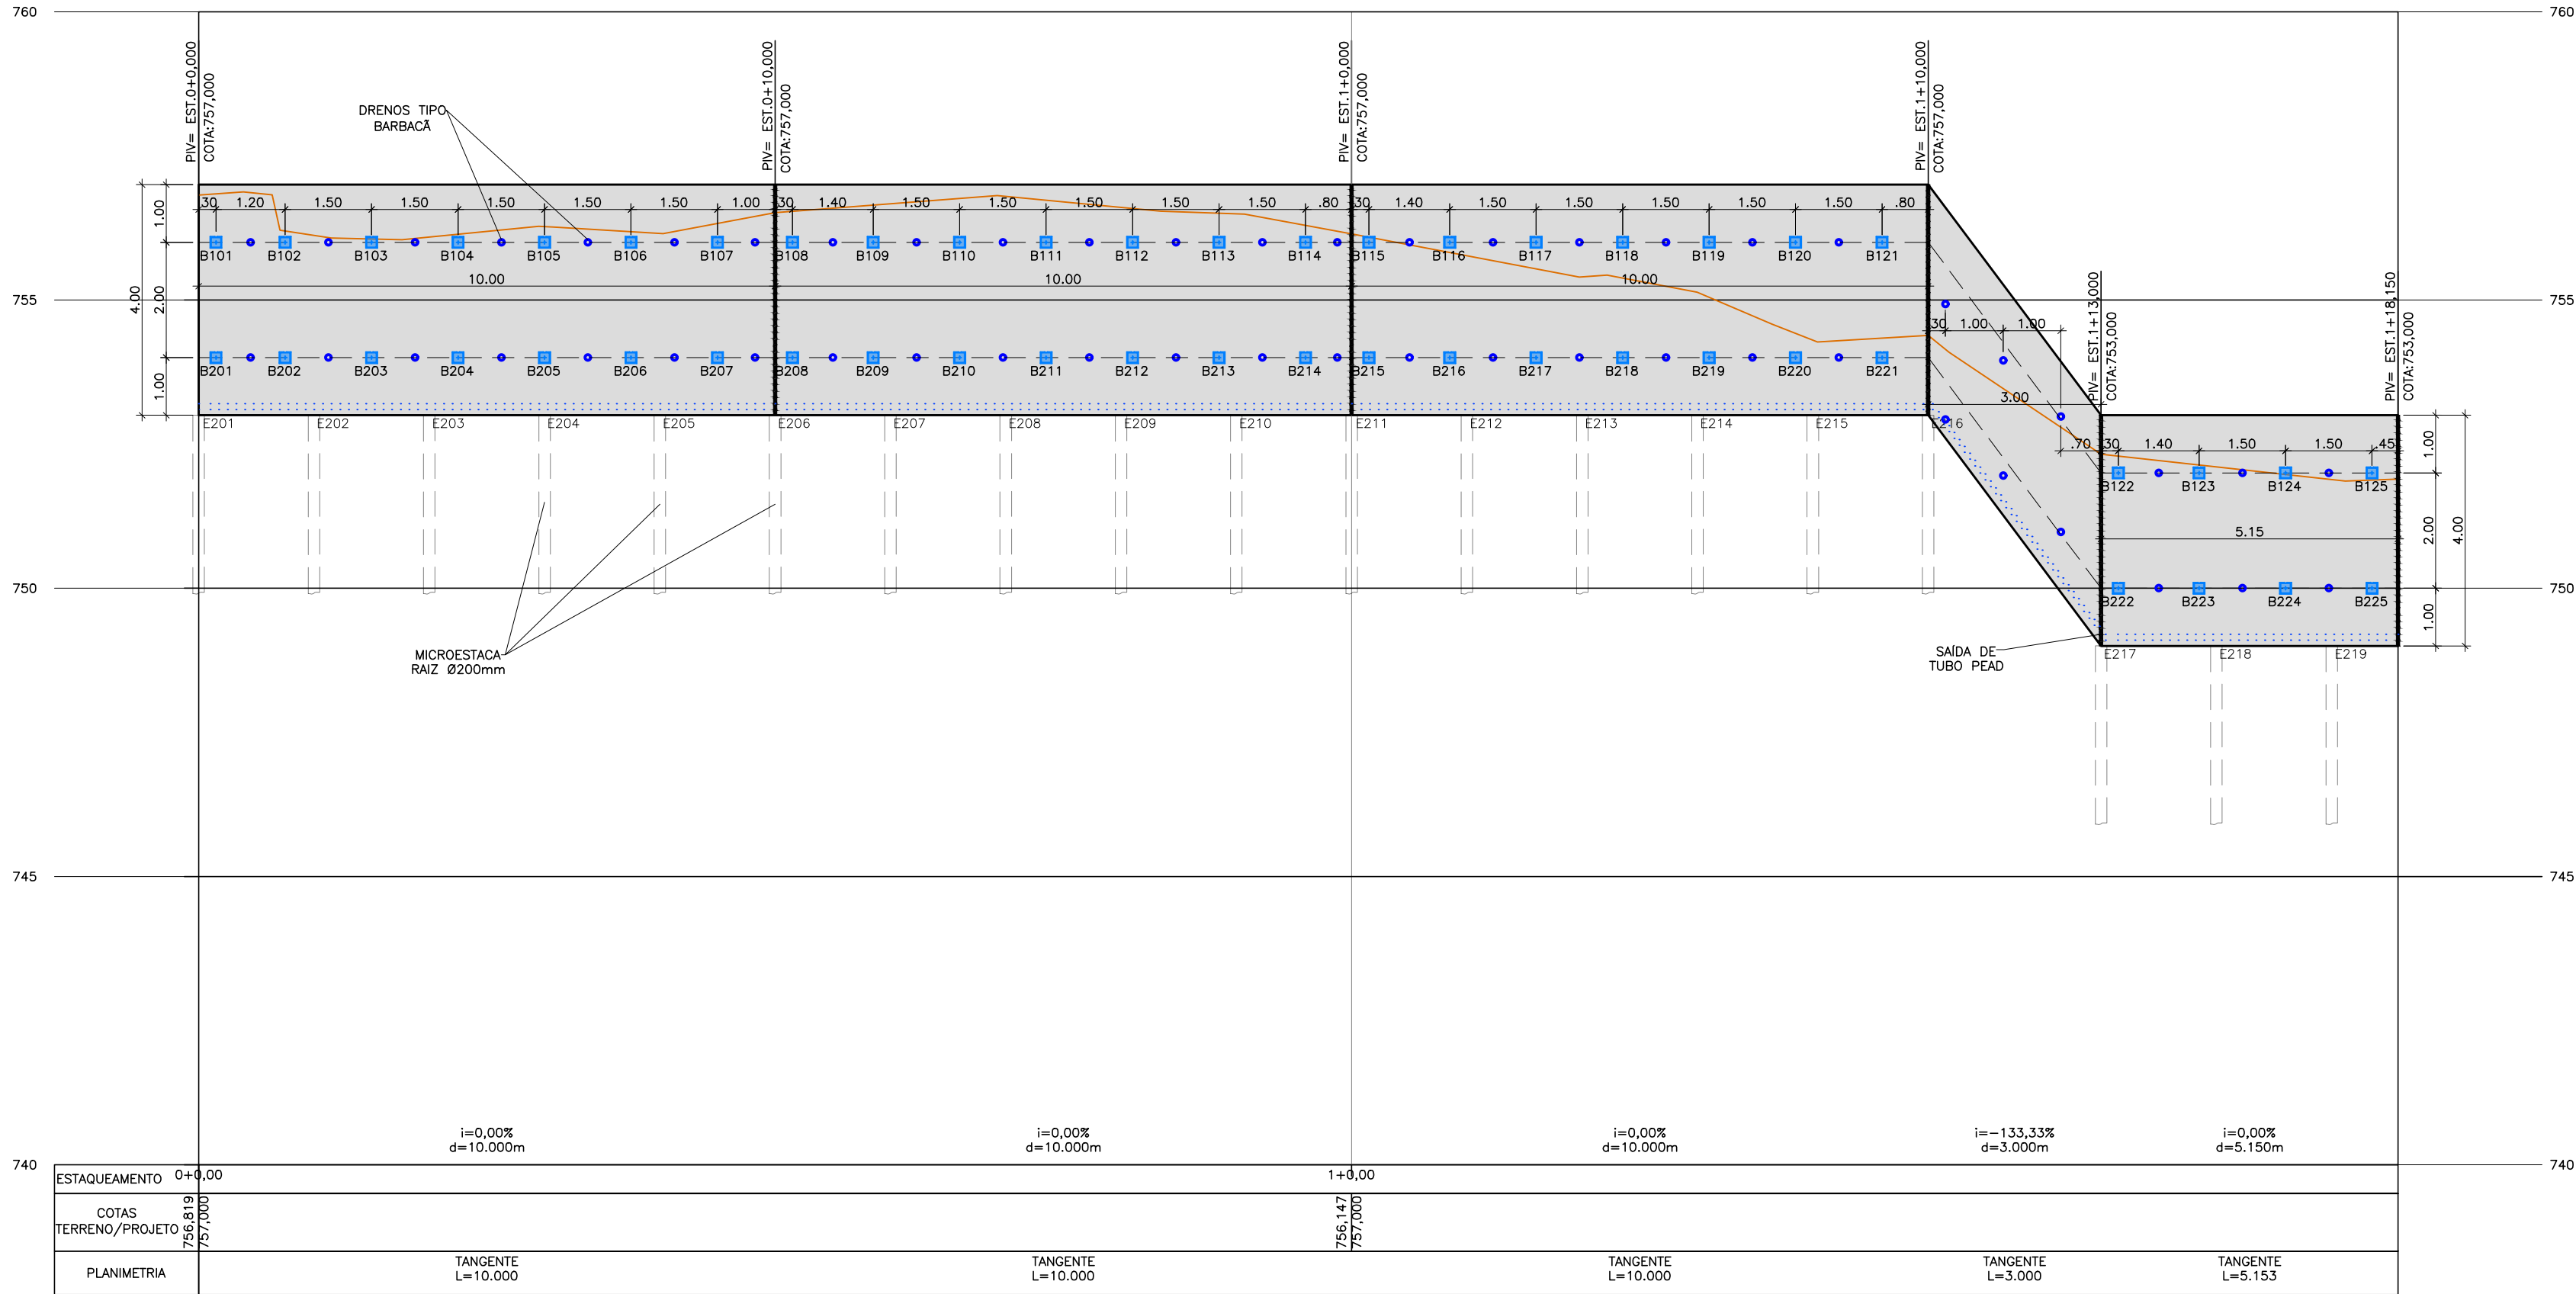 760
760
PIV= EST.0+0,000
COTA:757,000
PIV= EST.0+10,000
COTA:757,000
PIV= EST.1+0,000
COTA:757,000
PIV= EST.1+10,000
COTA:757,000
DRENOS TIPO
BARBACÃ
.30 1.20 1.50 1.50 1.50 1.50 1.50 1.00
.30 1.40 1.50 1.50 1.50 1.50 1.50 .80
.30 1.40 1.50 1.50 1.50 1.50 1.50 .80
4.00
1.00
2.00
1.00
B101 B102 B103 B104 B105 B106 B107
B108 B109 B110 B111 B112 B113 B114
B115 B116 B117 B118 B119 B120 B121
10.00
10.00
10.00
755
755
PIV= EST.1+13,000
COTA:753,000
PIV= EST.1+18,150
COTA:753,000
.30 1.00 1.00
3.00
B201 B202 B203 B204 B205 B206 B207
B208 B209 B210 B211 B212 B213 B214
B215 B216 B217 B218 B219 B220 B221
E201 E202 E203 E204 E205 E206 E207 E208 E209 E210 E211 E212 E213 E214 E215 E216
.70 .30 1.40 1.50 1.50 .45
B122 B123 B124 B125
5.15
1.00
2.00
1.00
4.00
750
750
B222 B223 B224 B225
MICROESTACA
RAIZ Ø200mm
SAÍDA DE
TUBO PEAD
E217 E218 E219
745
745
i=0,00%
d=10.000m
i=0,00%
d=10.000m
i=0,00%
d=10.000m
i=-133,33%
d=3.000m
i=0,00%
d=5.150m
740
740
ESTAQUEAMENTO 0+0,00 1+0,00
COTAS
TERRENO/PROJETO
756,819
757,000
756,147
757,000
PLANIMETRIA
TANGENTE
L=10.000
TANGENTE
L=10.000
TANGENTE
L=10.000
TANGENTE
L=3.000
TANGENTE
L=5.153